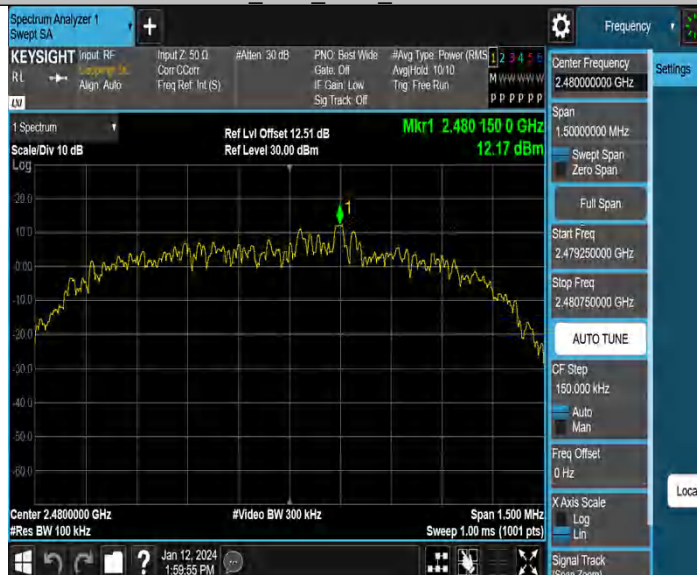 Spectrum Analyzer 1
Swept SA
+
Frequency
KEYSIGHT
RL
Input: RF
Coupling: DC
Align: Auto
Input Z: 50 Ω
Corr CCorr
Freq Ref: Int (S)
#Atten: 30 dB
PNO: Best Wide
Gate: Off
IF Gain: Low
Sig Track: Off
#Avg Type: Power (RMS)
Avg|Hold: 10/10
Trig: Free Run
1 2 3 4 5 6
M W W W W W
P P P P P P
LXI
1 Spectrum
Scale/Div 10 dB
Log
Ref Lvl Offset 12.51 dB
Ref Level 30.00 dBm
Mkr1 2.480 150 0 GHz
12.17 dBm
1
20.0
10.0
0.00
-10.0
-20.0
-30.0
-40.0
-50.0
-60.0
Center 2.4800000 GHz
#Res BW 100 kHz
#Video BW 300 kHz
Span 1.500 MHz
Sweep 1.00 ms (1001 pts)
?
Jan 12, 2024
1:59:55 PM
Center Frequency
2.480000000 GHz
Settings
Span
1.50000000 MHz
Swept Span
Zero Span
Full Span
Start Freq
2.479250000 GHz
Stop Freq
2.480750000 GHz
AUTO TUNE
CF Step
150.000 kHz
Auto
Man
Freq Offset
0 Hz
X Axis Scale
Log
Lin
Loca
Signal Track
(Span Zoom)